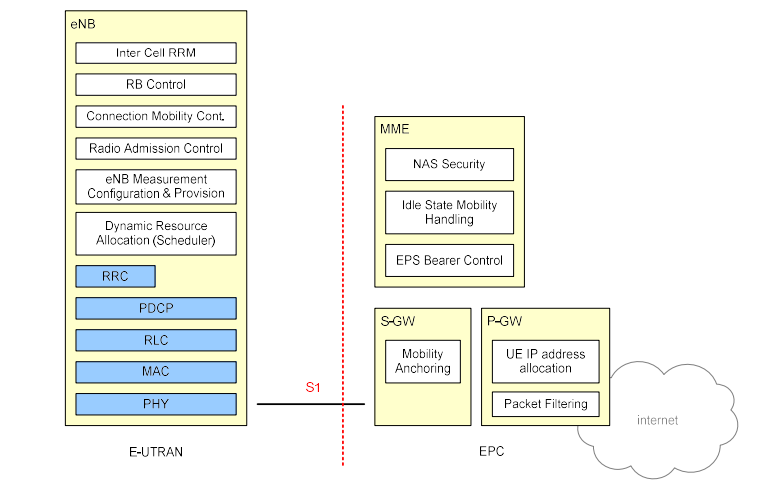 eNB
Inter Cell RRM
RB Control
Connection Mobility Cont.
Radio Admission Control
eNB Measurement
Configuration & Provision
Dynamic Resource
Allocation (Scheduler)
RRC
PDCP
RLC
MAC
PHY
E-UTRAN
S1
MME
NAS Security
Idle State Mobility
Handling
EPS Bearer Control
S-GW
Mobility
Anchoring
P-GW
UE IP address
allocation
Packet Filtering
internet
EPC